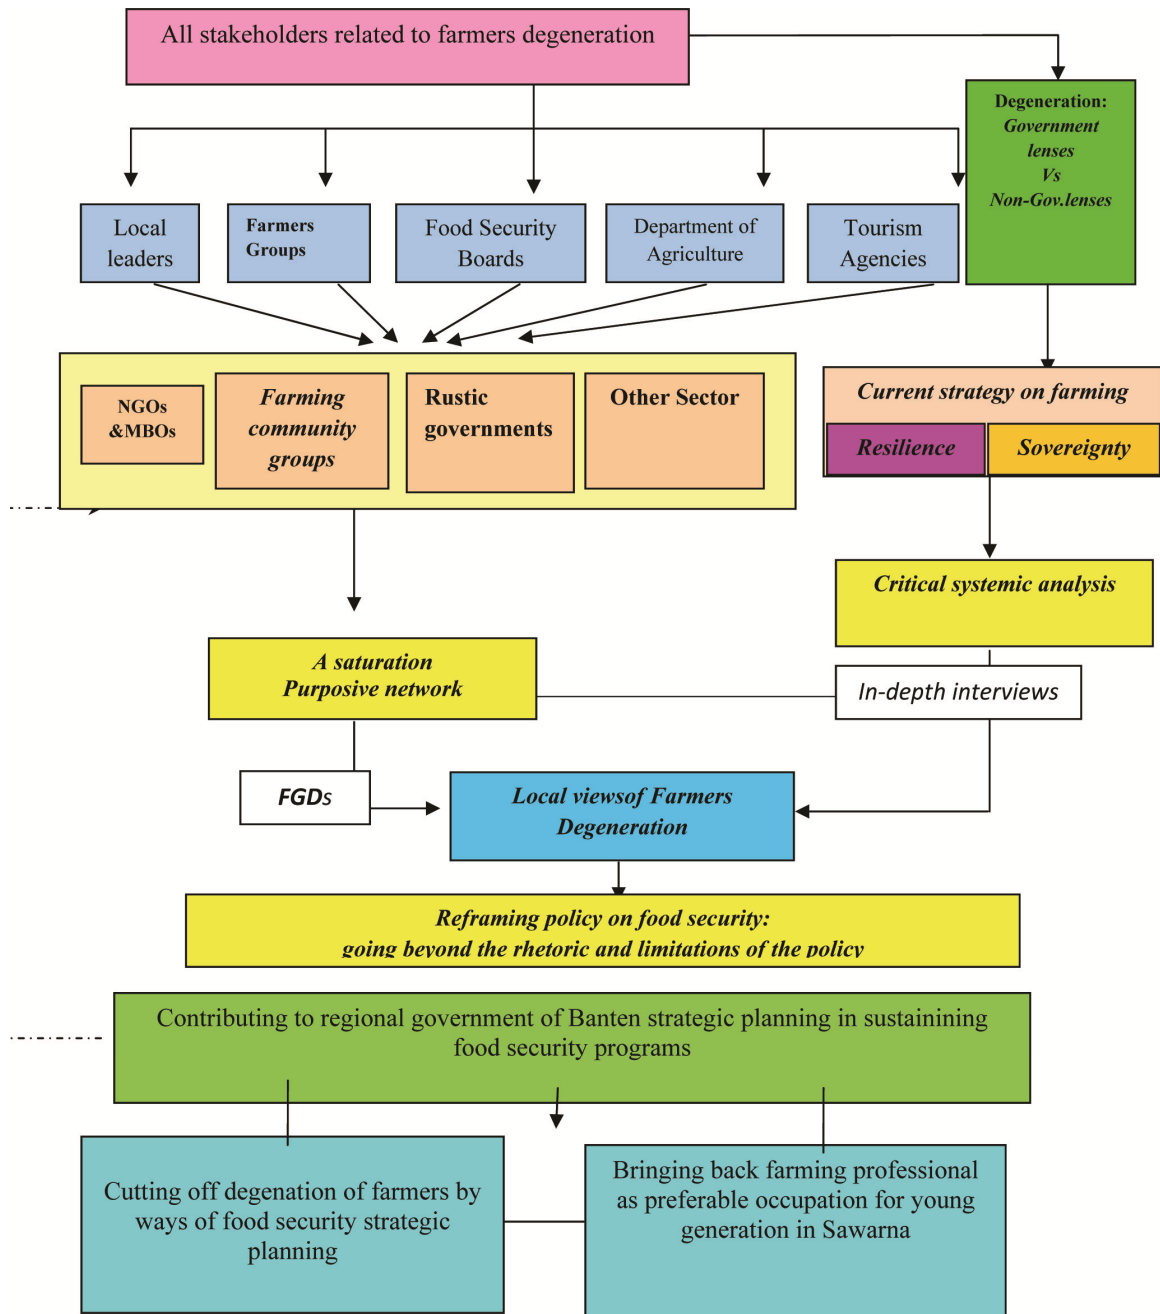 All stakeholders related to farmers degeneration
Degeneration:
Government
lenses
Vs
Non-Gov.lenses
Local
leaders
Farmers
Groups
Food Security
Boards
Department of
Agriculture
Tourism
Agencies
NGOs
&MBOs
Farming
community
groups
Rustic
governments
Other Sector
Current strategy on farming
Resilience
Sovereignty
Critical systemic analysis
A saturation
Purposive network
In-depth interviews
FGDs
Local viewsof Farmers
Degeneration
Reframing policy on food security:
going beyond the rhetoric and limitations of the policy
Contributing to regional government of Banten strategic planning in sustainining
food security programs
Cutting off degenation of farmers by
ways of food security strategic
planning
Bringing back farming professional
as preferable occupation for young
generation in Sawarna